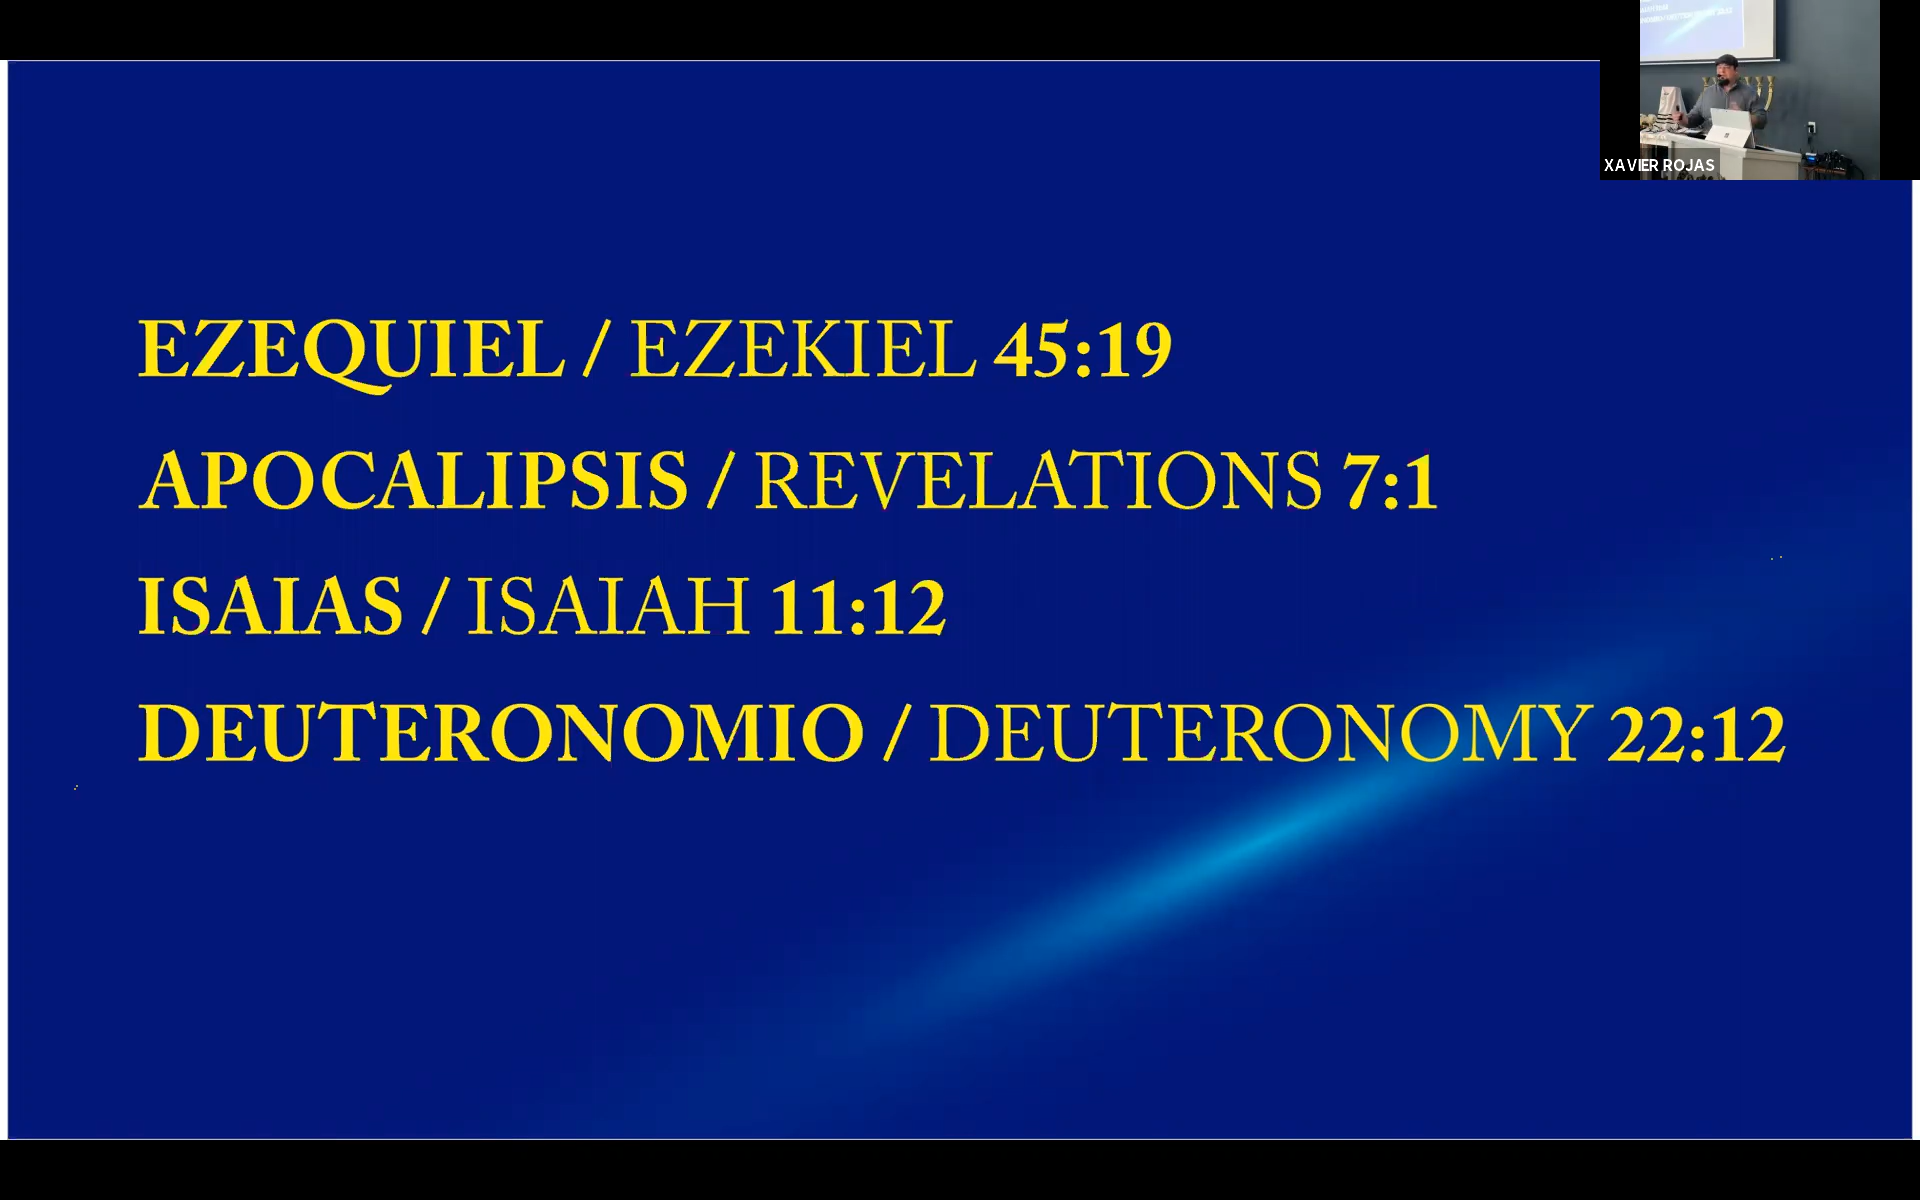 EZEQUIEL / EZEKIEL 45:19
APOCALIPSIS / REVELATIONS 7:1
ISAIAS / ISAIAH 11:12
DEUTERONOMIO / DEUTERONOMY 22:12
XAVIER ROJAS